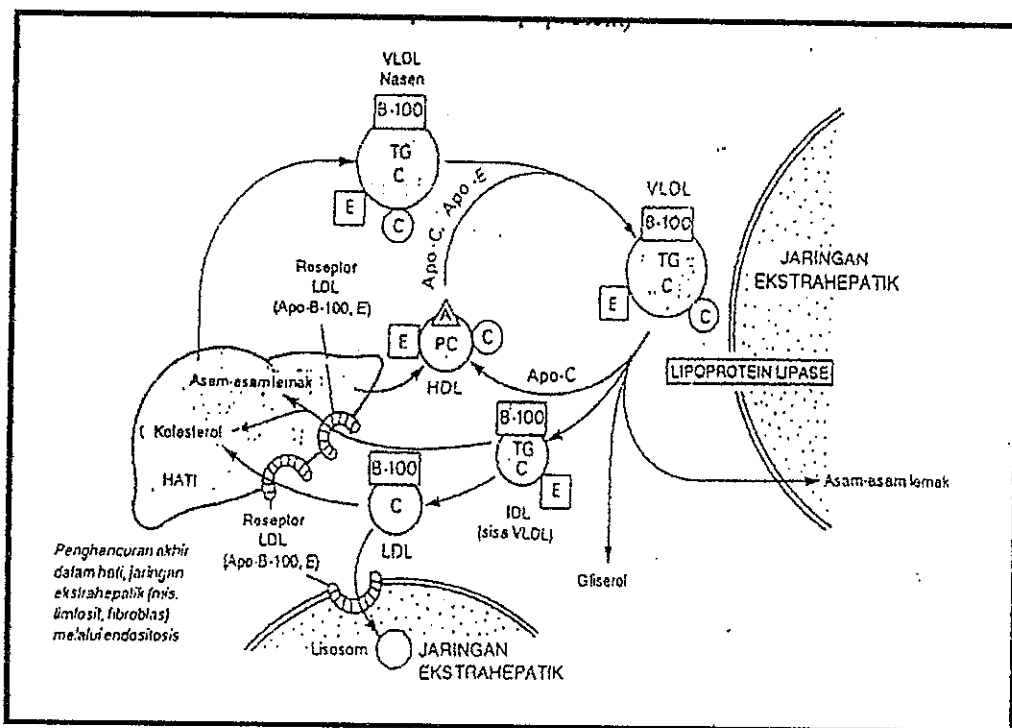 VLDL
Nasen
B-100
TG
C
E
C
Apo-C, Apo-E
VLDL
B-100
TG
C
E
C
JARINGAN
EKSTRAHEPATIK
LIPOPROTEIN LIPASE
Reseptor
LDL
(Apo-B-100, E)
A
E
PC
C
HDL
Apo-C
Asam-asam lemak
Kolesterol
HATI
B-100
TG
C
E
IDL
(sisa VLDL)
B-100
C
LDL
Reseptor
LDL
(Apo-B-100, E)
Asam-asam lemak
Gliserol
Penghancuran akhir
dalam hati, jaringan
ekstrahepatik (mis.
limfosit, fibroblas)
melalui endositosis
Lisosom
JARINGAN
EKSTRAHEPATIK